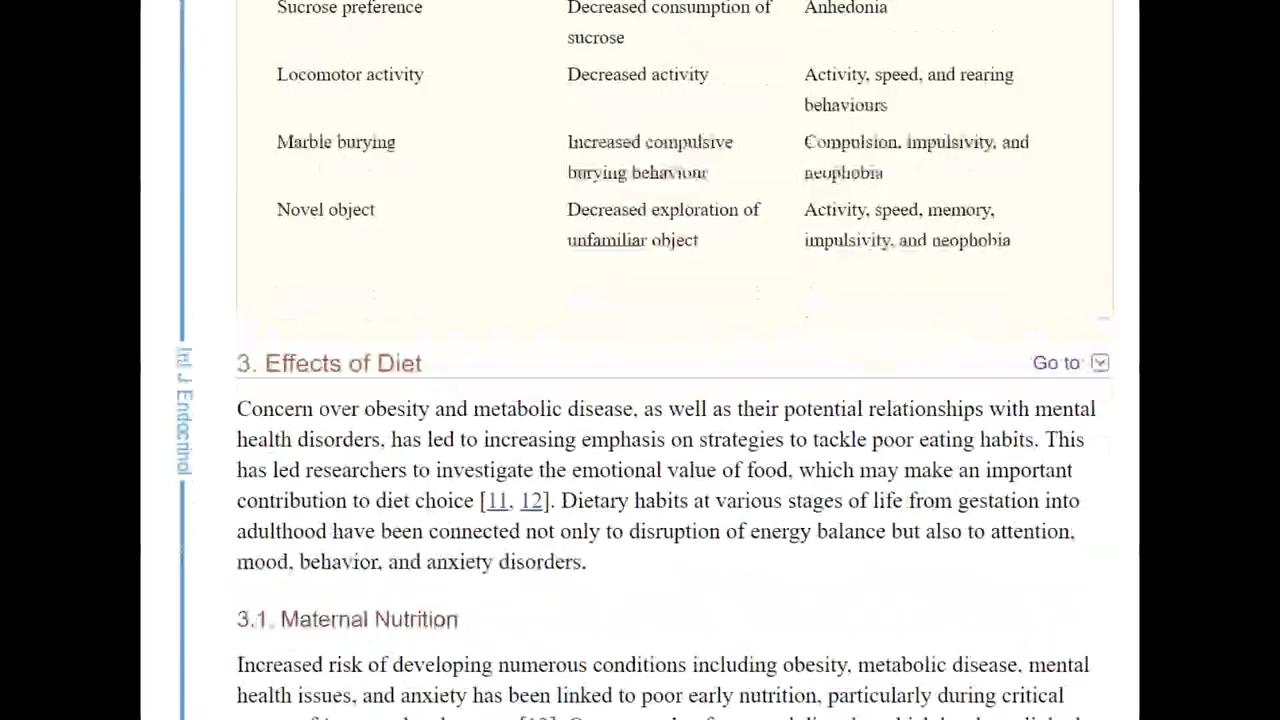 Sucrose preference Decreased consumption of Anhedonia
sucrose
Locomotor activity Decreased activity Activity, speed, and rearing
behaviours
Marble burying Increased compulsive Compulsion, impulsivity, and
burying behaviour neophobia
Novel object Decreased exploration of Activity, speed, memory,
unfamiliar object impulsivity, and neophobia
Int J Endocrinol
3. Effects of Diet Go to
Concern over obesity and metabolic disease, as well as their potential relationships with mental
health disorders, has led to increasing emphasis on strategies to tackle poor eating habits. This
has led researchers to investigate the emotional value of food, which may make an important
contribution to diet choice [11, 12]. Dietary habits at various stages of life from gestation into
adulthood have been connected not only to disruption of energy balance but also to attention,
mood, behavior, and anxiety disorders.
3.1. Maternal Nutrition
Increased risk of developing numerous conditions including obesity, metabolic disease, mental
health issues, and anxiety has been linked to poor early nutrition, particularly during critical